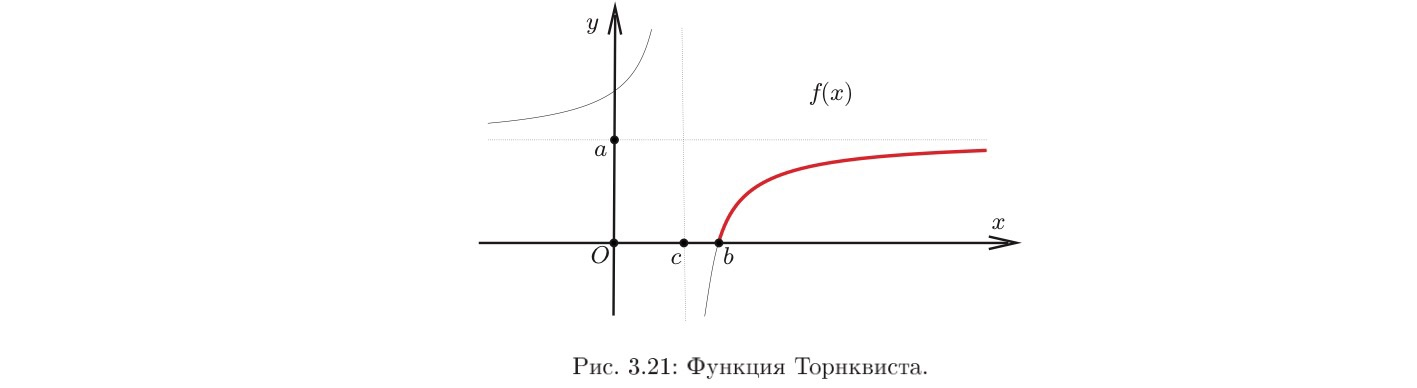 y
f(x)
a
x
O c b
Рис. 3.21: Функция Торнквиста.